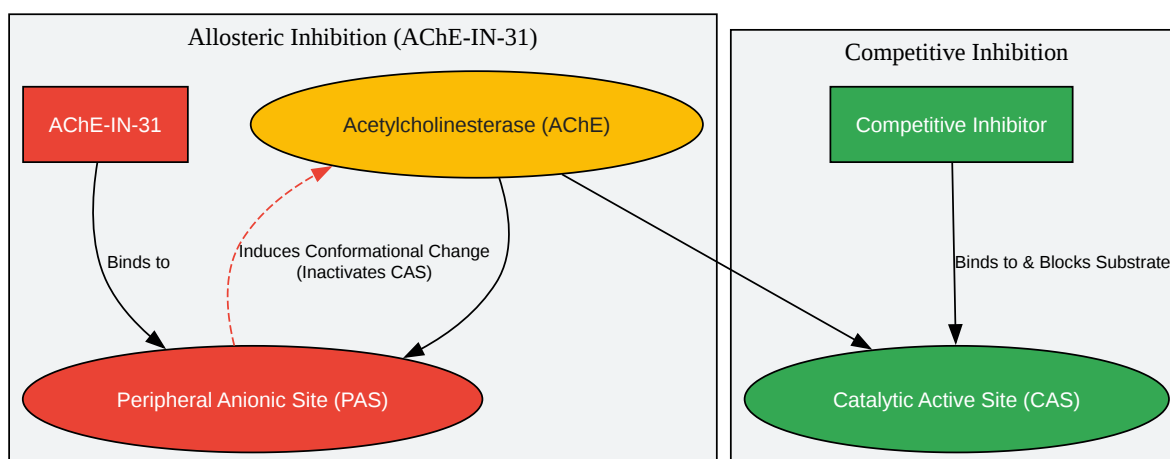 Allosteric Inhibition (AChE-IN-31)
AChE-IN-31
Acetylcholinesterase (AChE)
Binds to
Induces Conformational Change
(Inactivates CAS)
Peripheral Anionic Site (PAS)
Competitive Inhibition
Competitive Inhibitor
Binds to & Blocks Substrate
Catalytic Active Site (CAS)